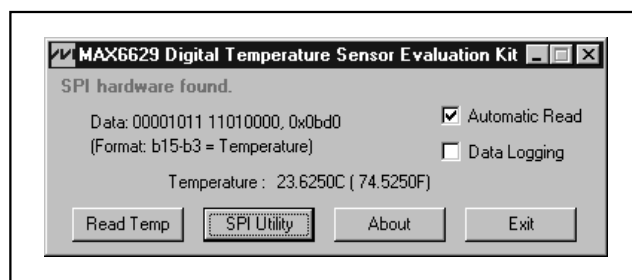 MAX6629 Digital Temperature Sensor Evaluation Kit
SPI hardware found.
Data: 00001011 11010000, 0x0bd0
(Format: b15-b3 = Temperature)
Automatic Read
Data Logging
Temperature : 23.6250C ( 74.5250F)
Read Temp
SPI Utility
About
Exit